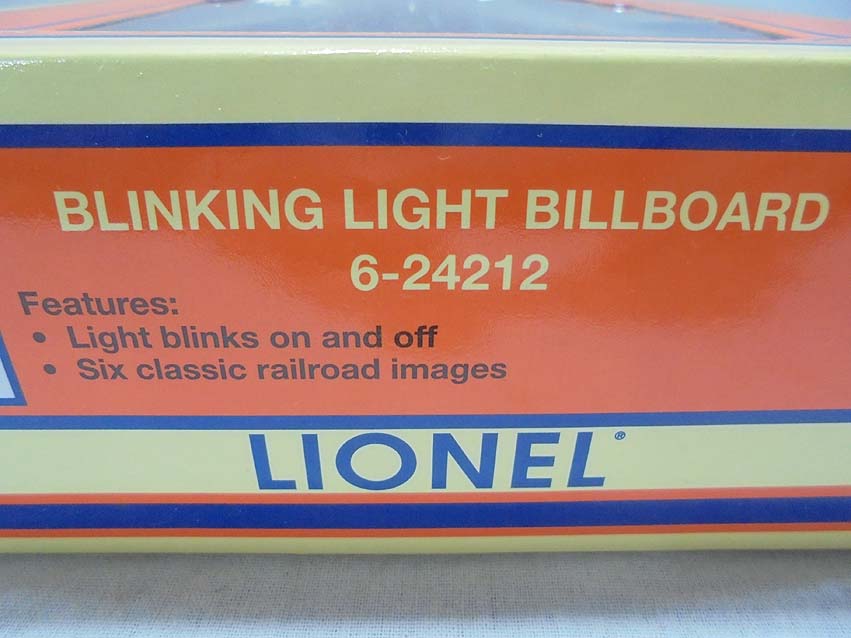 BLINKING LIGHT BILLBOARD
6-24212
Features:
• Light blinks on and off
• Six classic railroad images
LIONEL®